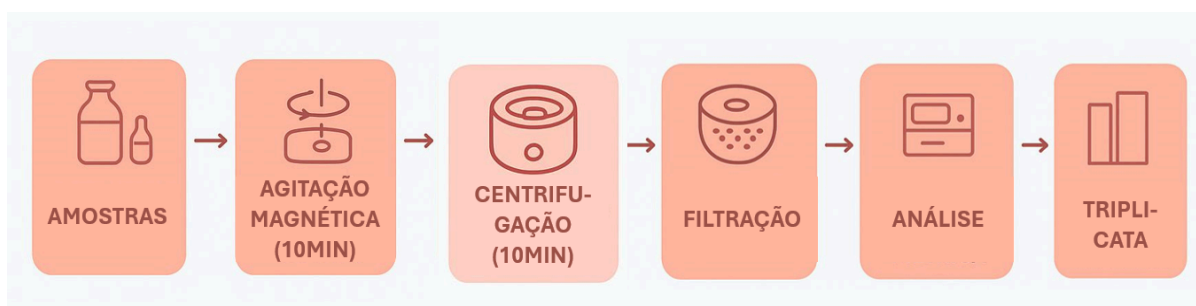 AMOSTRAS
AGITAÇÃO
MAGNÉTICA
(10MIN)
CENTRIFU-
GAÇÃO
(10MIN)
FILTRAÇÃO
ANÁLISE
TRIPLI-
CATA